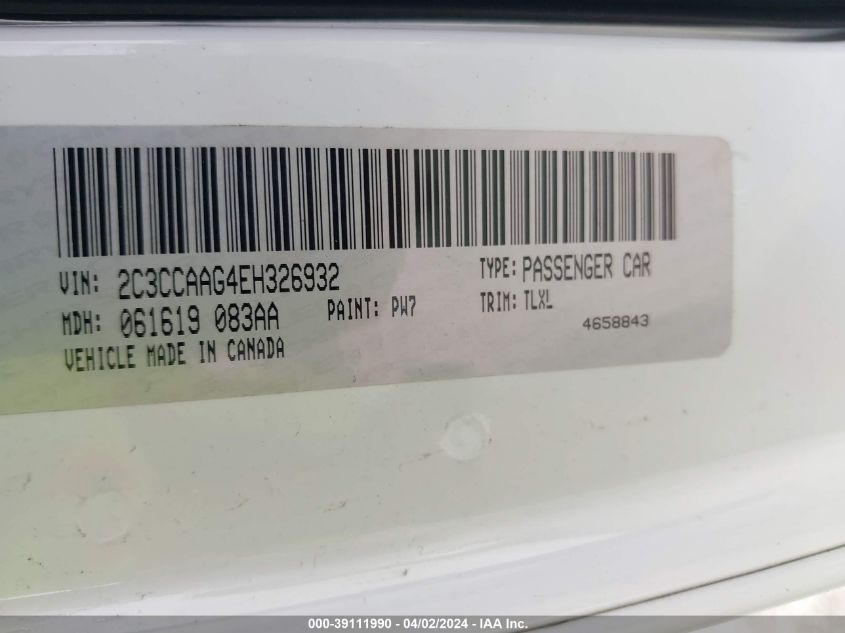 VIN: 2C3CCAAG4EH326932
TYPE: PASSENGER CAR
MDH: 061619 083AA
PAINT: PW7
TRIM: TLXL
VEHICLE MADE IN CANADA
4658843
000-39111990 - 04/02/2024 - IAA Inc.